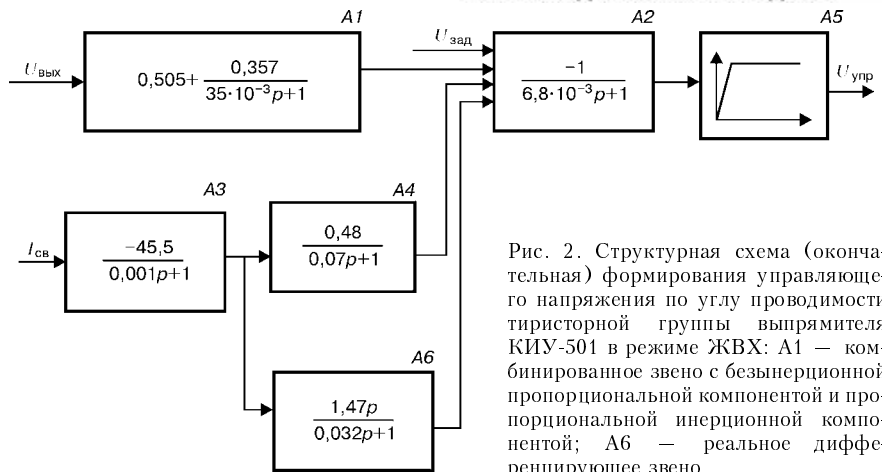 A1
A2
A5
U вых
0,505+ 0,357
35·10⁻³p+1
U зад
−1
6,8·10⁻³p+1
U упр
A3
A4
I св
−45,5
0,001p+1
0,48
0,07p+1
A6
1,47p
0,032p+1
Рис. 2. Структурная схема (оконча-
тельная) формирования управляюще-
го напряжения по углу проводимости
тиристорной группы выпрямителя
КИУ-501 в режиме ЖВХ: А1 — ком-
бинированное звено с безынерционной
пропорциональной компонентой и про-
порциональной инерционной компо-
нентой; А6 — реальное диффе-
ренцирующее звено